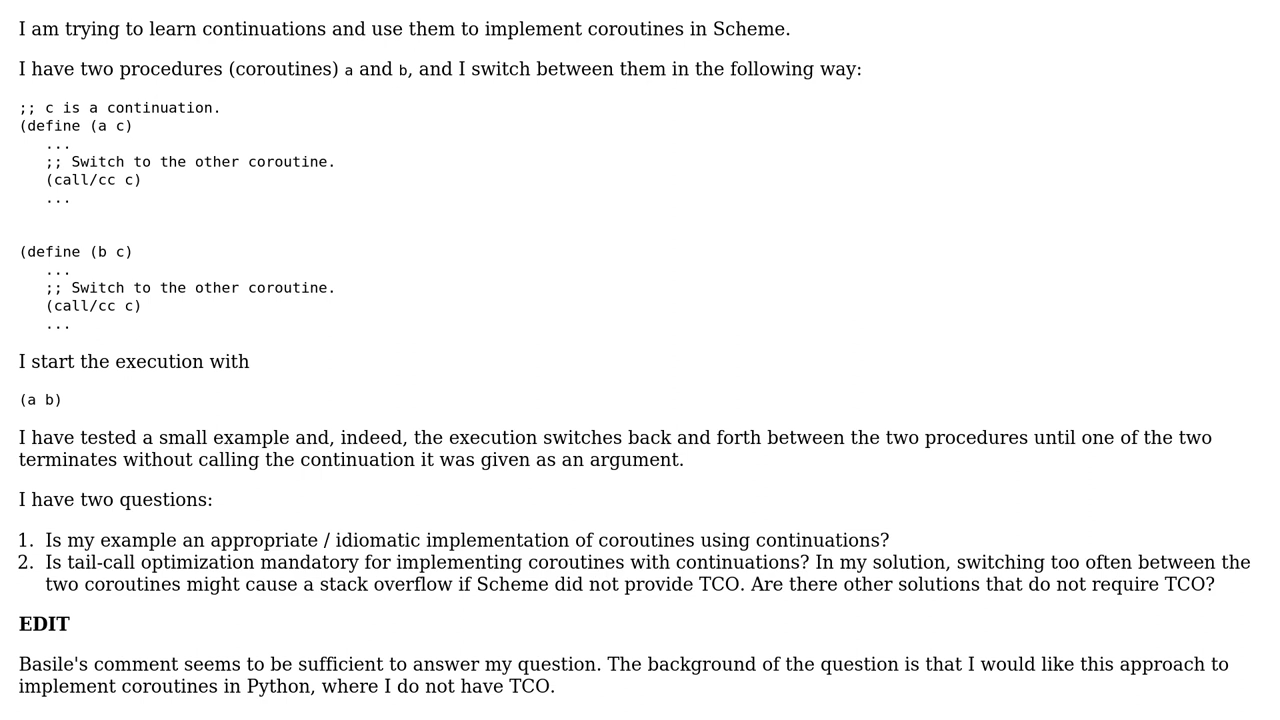 I am trying to learn continuations and use them to implement coroutines in Scheme.
I have two procedures (coroutines) a and b, and I switch between them in the following way:
;; c is a continuation.
(define (a c)
   ...
   ;; Switch to the other coroutine.
   (call/cc c)
   ...
(define (b c)
   ...
   ;; Switch to the other coroutine.
   (call/cc c)
   ...
I start the execution with
(a b)
I have tested a small example and, indeed, the execution switches back and forth between the two procedures until one of the two
terminates without calling the continuation it was given as an argument.
I have two questions:
1. Is my example an appropriate / idiomatic implementation of coroutines using continuations?
2. Is tail-call optimization mandatory for implementing coroutines with continuations? In my solution, switching too often between the
two coroutines might cause a stack overflow if Scheme did not provide TCO. Are there other solutions that do not require TCO?
EDIT
Basile's comment seems to be sufficient to answer my question. The background of the question is that I would like this approach to
implement coroutines in Python, where I do not have TCO.